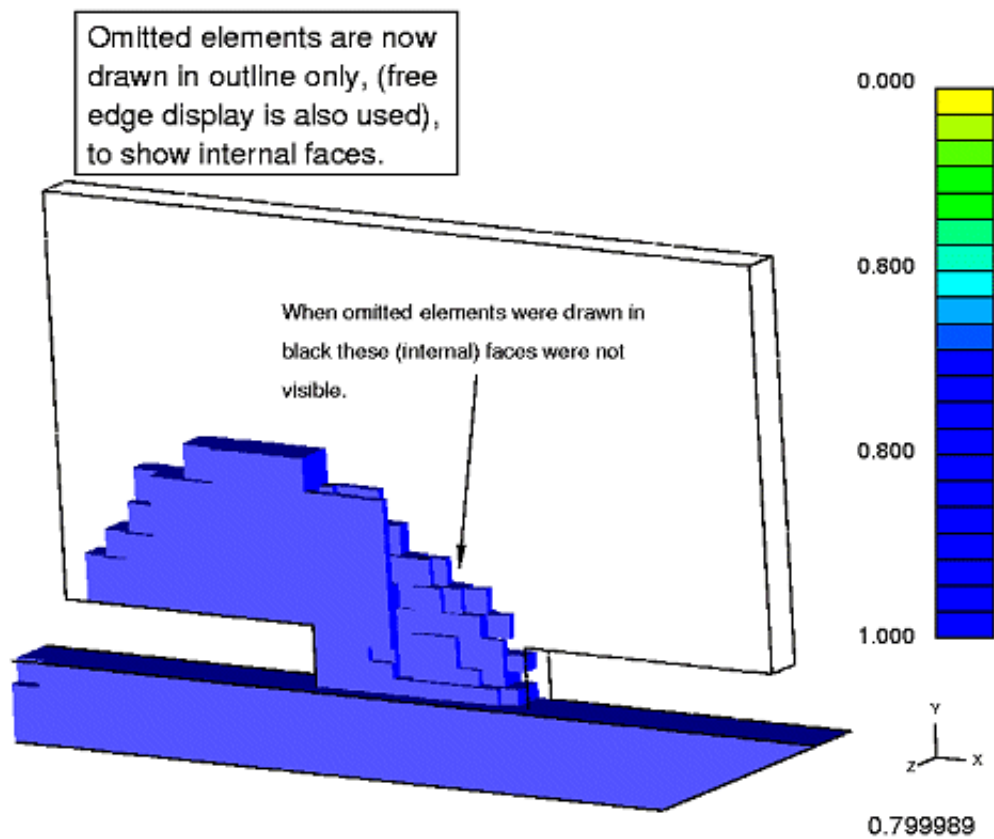 Omitted elements are now
drawn in outline only, (free
edge display is also used),
to show internal faces.
0.000
0.800
When omitted elements were drawn in
black these (internal) faces were not
visible.
0.800
1.000
Y
Z X
0.799989